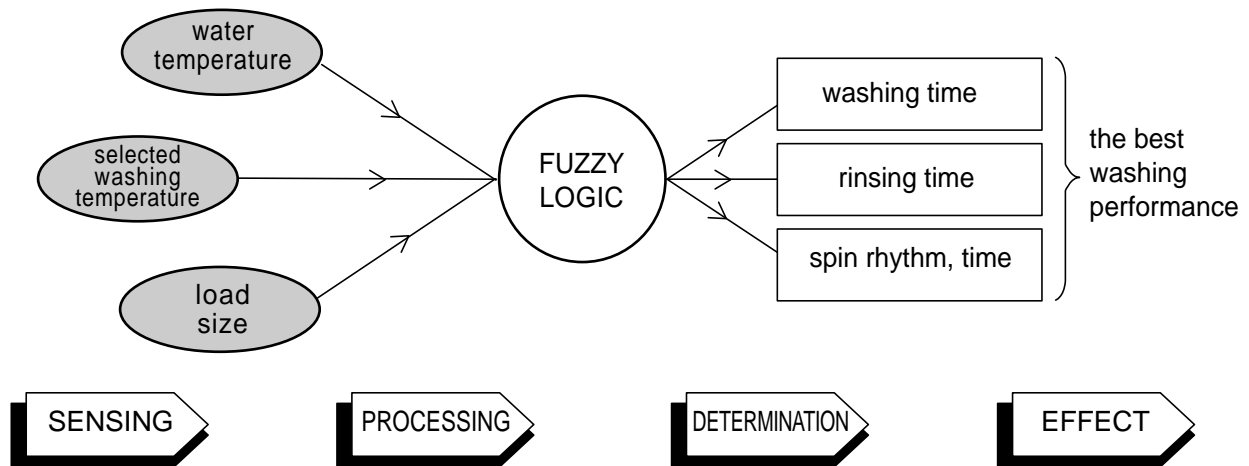 water
temperature
selected
washing
temperature
load
size
FUZZY
LOGIC
washing time
rinsing time
spin rhythm, time
the best
washing
performance
SENSING
PROCESSING
DETERMINATION
EFFECT